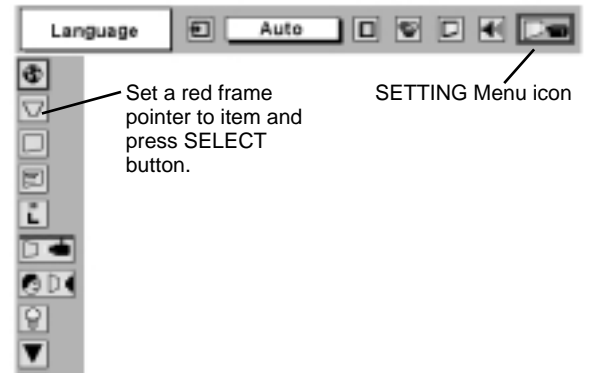 Language
Auto
Set a red frame
pointer to item and
press SELECT
button.
SETTING Menu icon